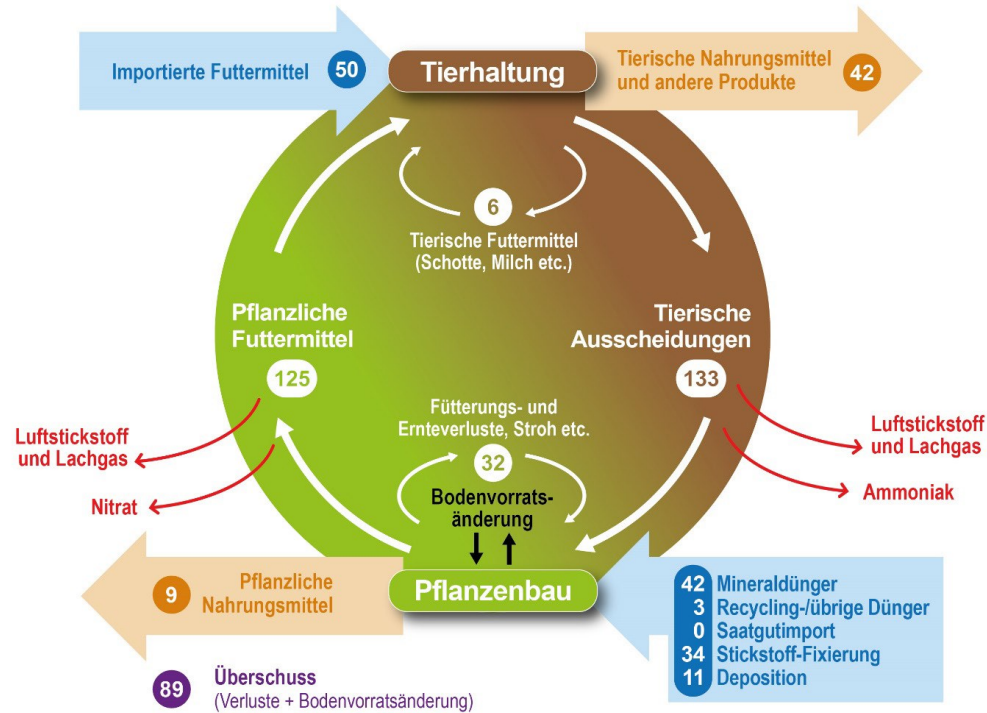 Importierte Futtermittel 50
Tierhaltung
Tierische Nahrungsmittel
und andere Produkte
42
6
Tierische Futtermittel
(Schotte, Milch etc.)
Pflanzliche
Futtermittel
125
Tierische
Ausscheidungen
133
Fütterungs- und
Ernteverluste, Stroh etc.
32
Bodenvorrats-
änderung
Luftstickstoff
und Lachgas
Nitrat
Luftstickstoff
und Lachgas
Ammoniak
9
Pflanzliche
Nahrungsmittel
Pflanzenbau
42 Mineraldünger
3 Recycling-/übrige Dünger
0 Saatgutimport
34 Stickstoff-Fixierung
11 Deposition
89
Überschuss
(Verluste + Bodenvorratsänderung)